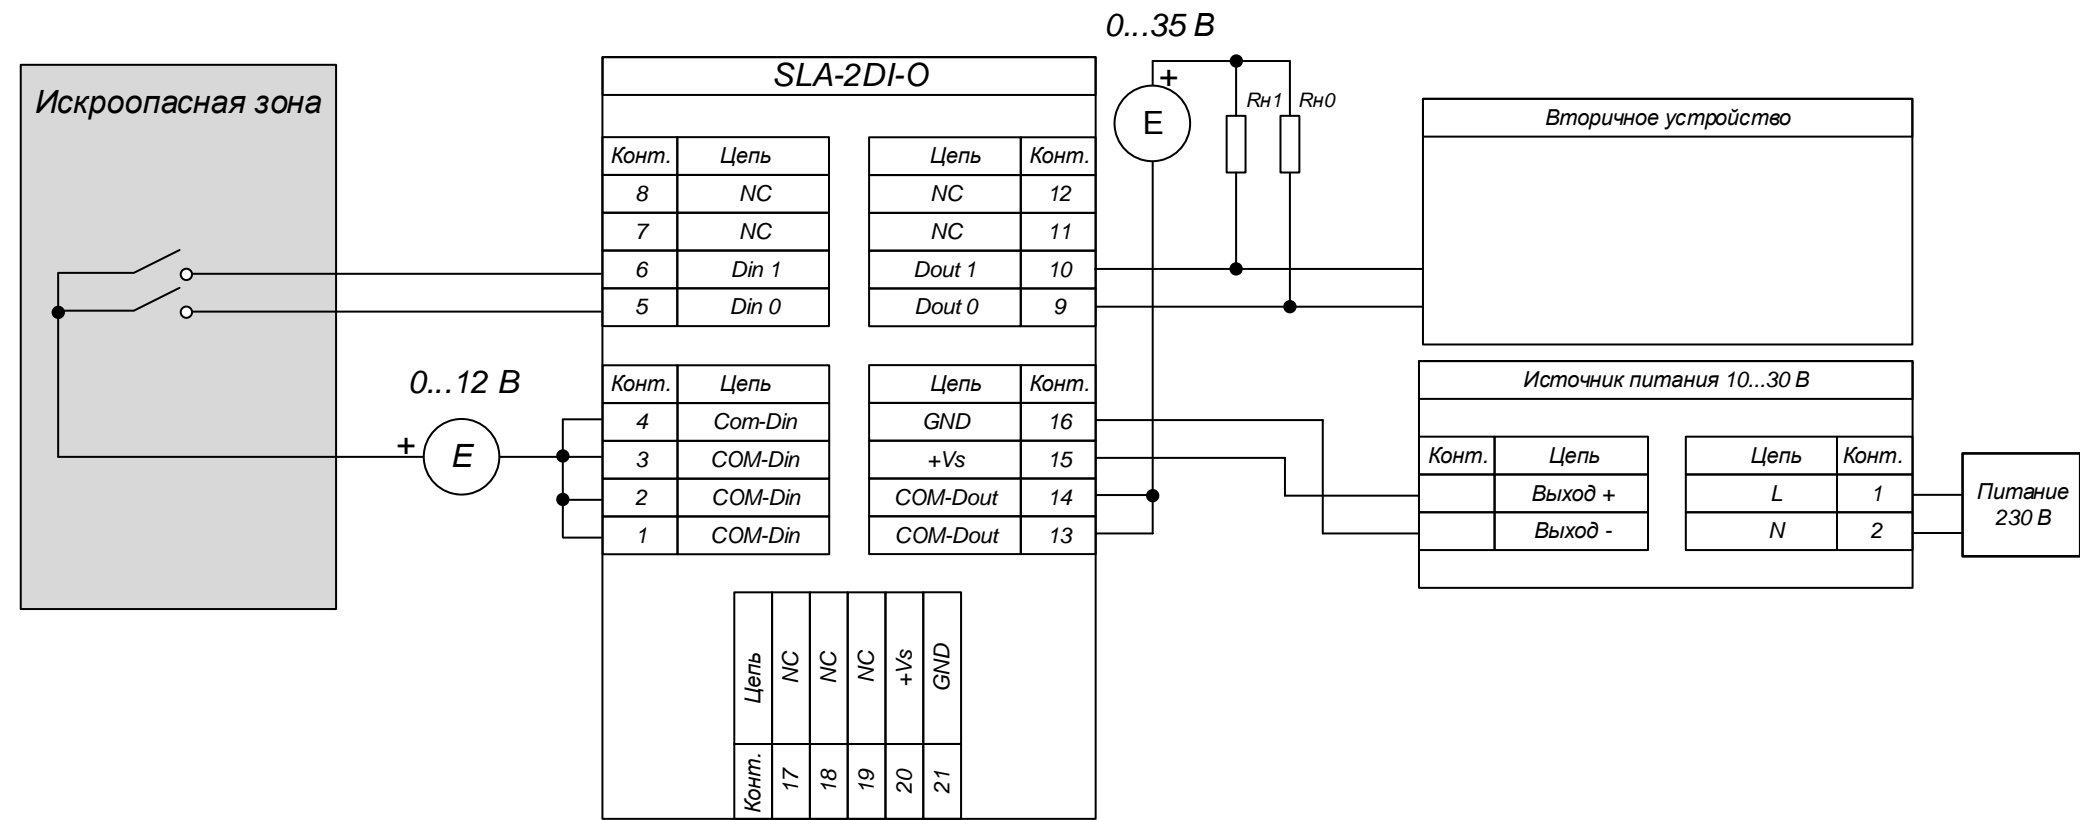 0...35 В
SLA-2DI-O
Искроопасная зона
E
+
Rн1 Rн0
Вторичное устройство
Конт. Цепь Цепь Конт.
8 NC NC 12
7 NC NC 11
6 Din 1 Dout 1 10
5 Din 0 Dout 0 9
0...12 В
+
E
Конт. Цепь Цепь Конт.
4 Com-Din GND 16
3 COM-Din +Vs 15
2 COM-Din COM-Dout 14
1 COM-Din COM-Dout 13
Источник питания 10...30 В
Конт. Цепь Цепь Конт.
Выход + L 1
Выход - N 2
Питание
230 В
Конт. Цепь
17 NC
18 NC
19 NC
20 +Vs
21 GND